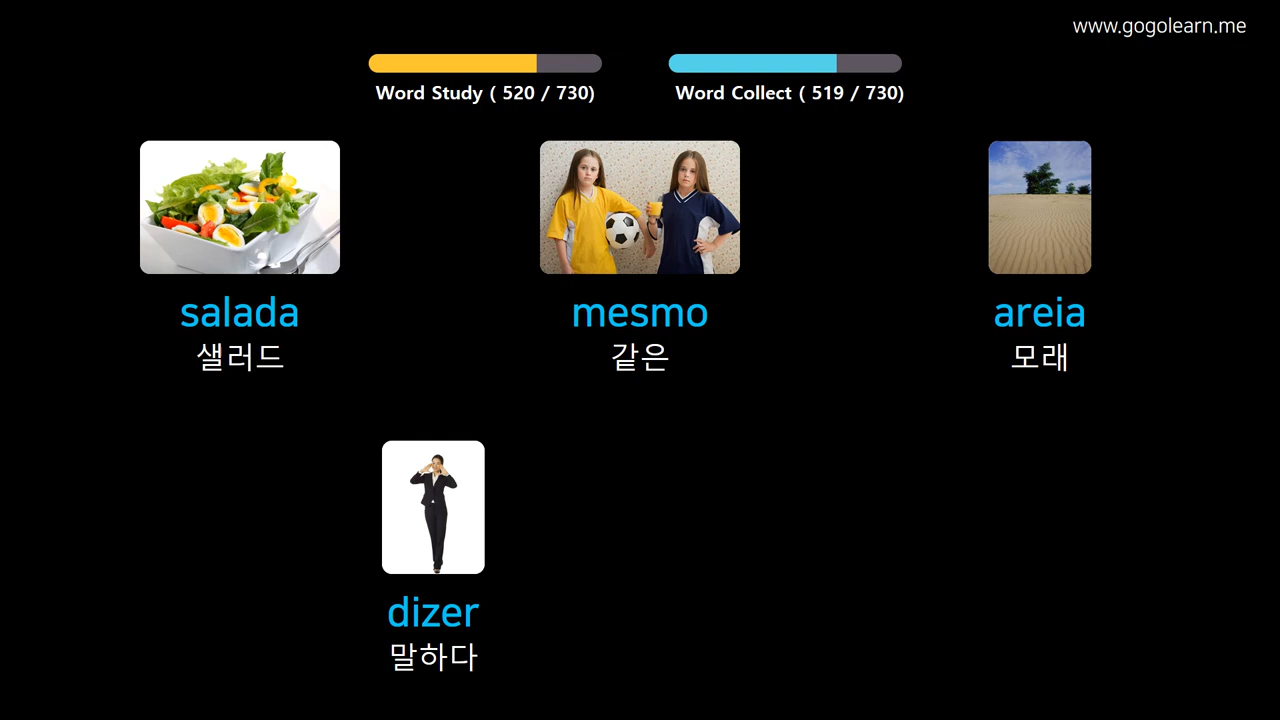 www.gogolearn.me
Word Study ( 520 / 730)
Word Collect ( 519 / 730)
salada
샐러드
mesmo
같은
areia
모래
dizer
말하다